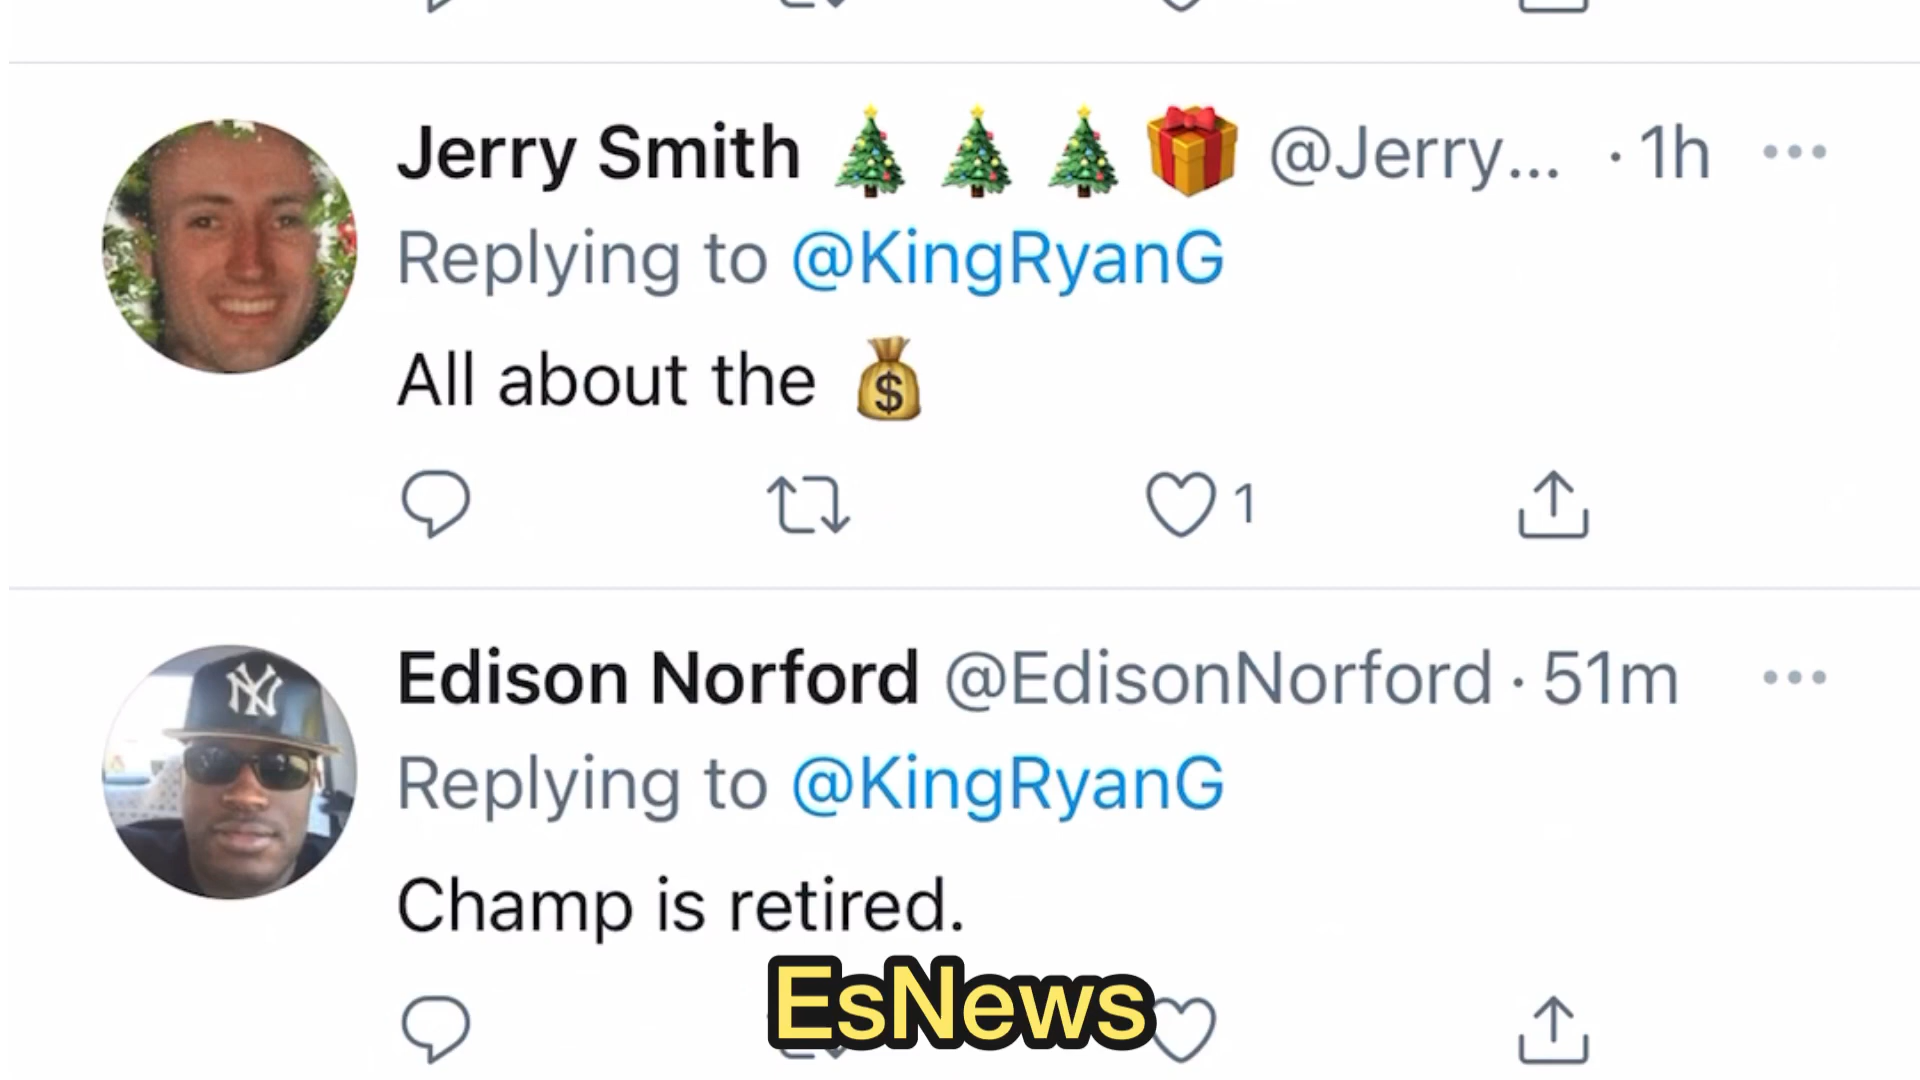 Jerry Smith 🎄 🎄 🎄 🎁 @Jerry... · 1h
Replying to @KingRyanG
All about the 💰
1
Edison Norford @EdisonNorford · 51m
Replying to @KingRyanG
Champ is retired.
EsNews